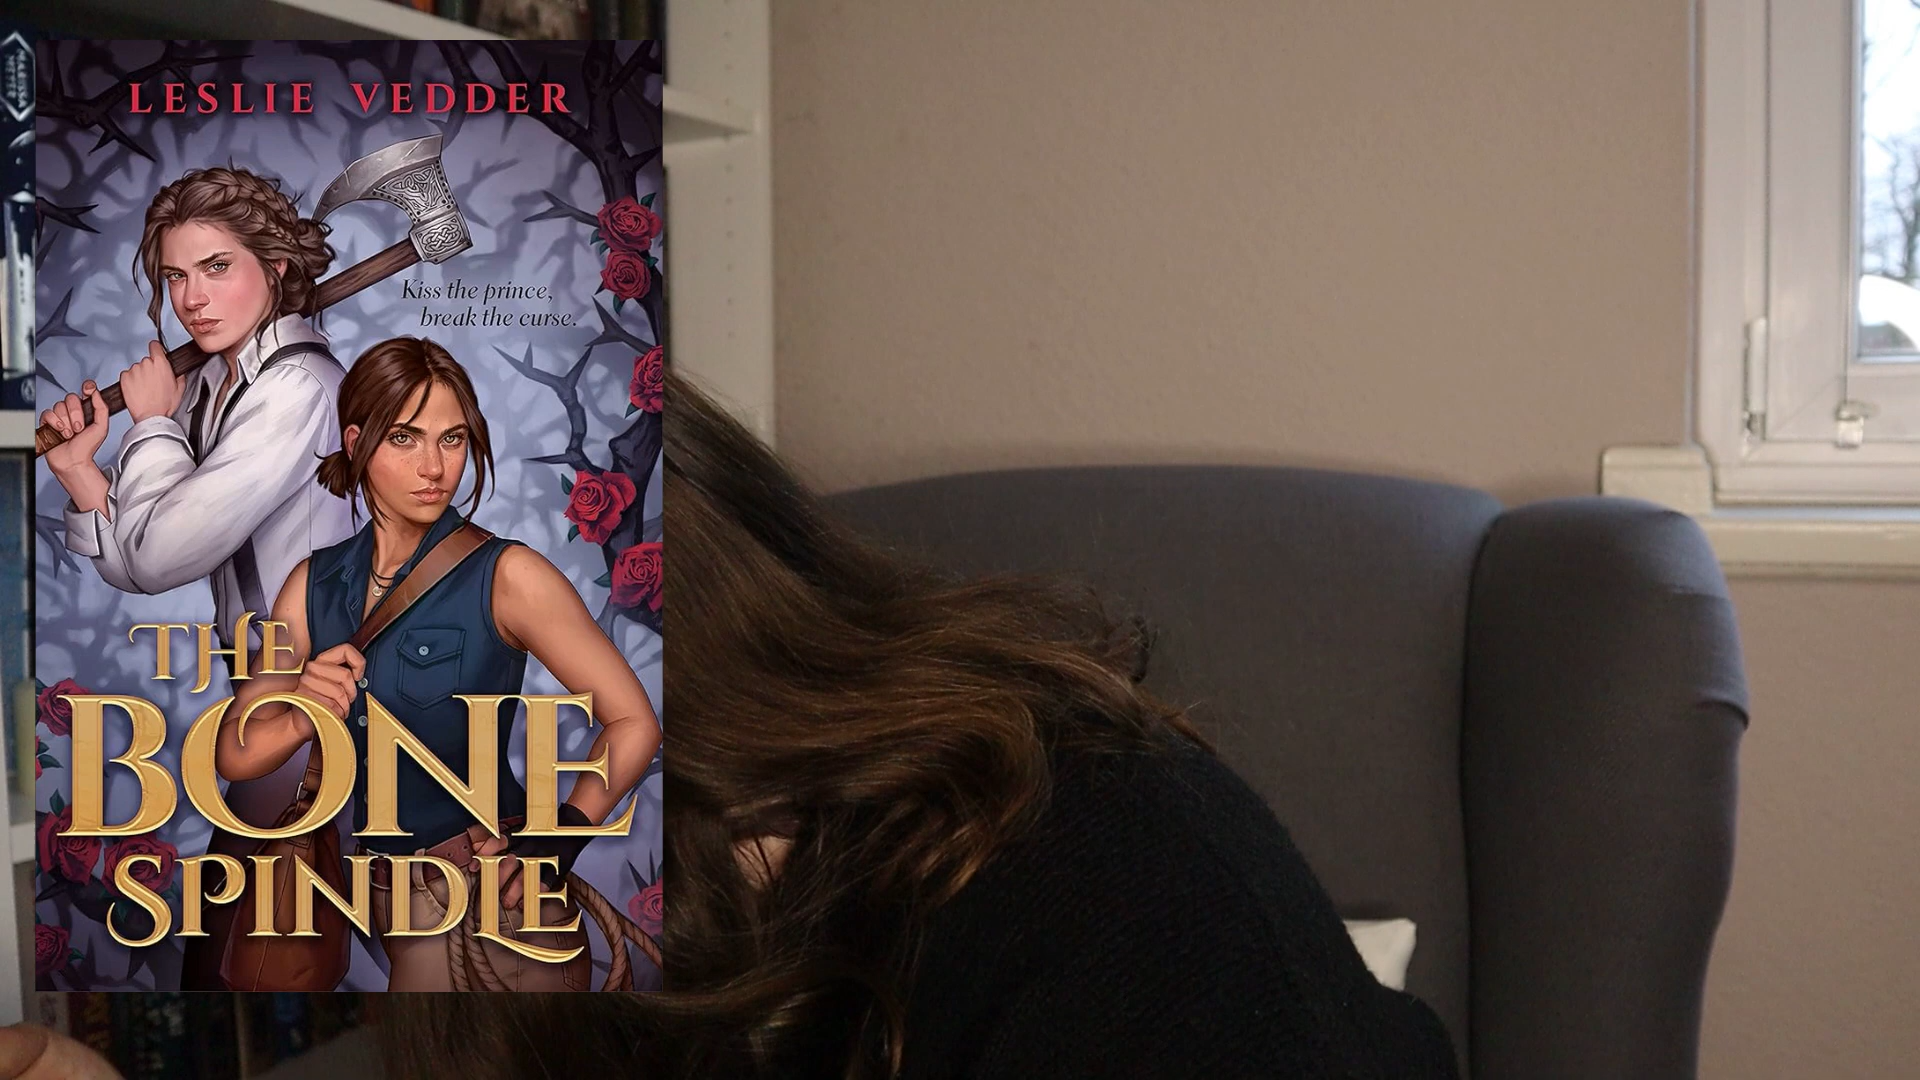 LESLIE VEDDER
Kiss the prince,
break the curse.
THE
BONE
SPINDLE